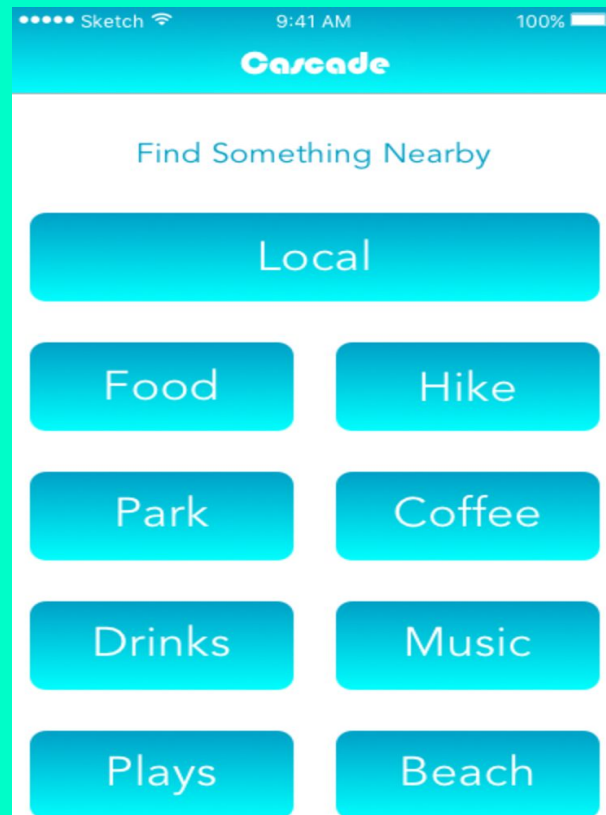 Sketch 9:41 AM 100%
Cascade
Find Something Nearby
Local
Food Hike
Park Coffee
Drinks Music
Plays Beach